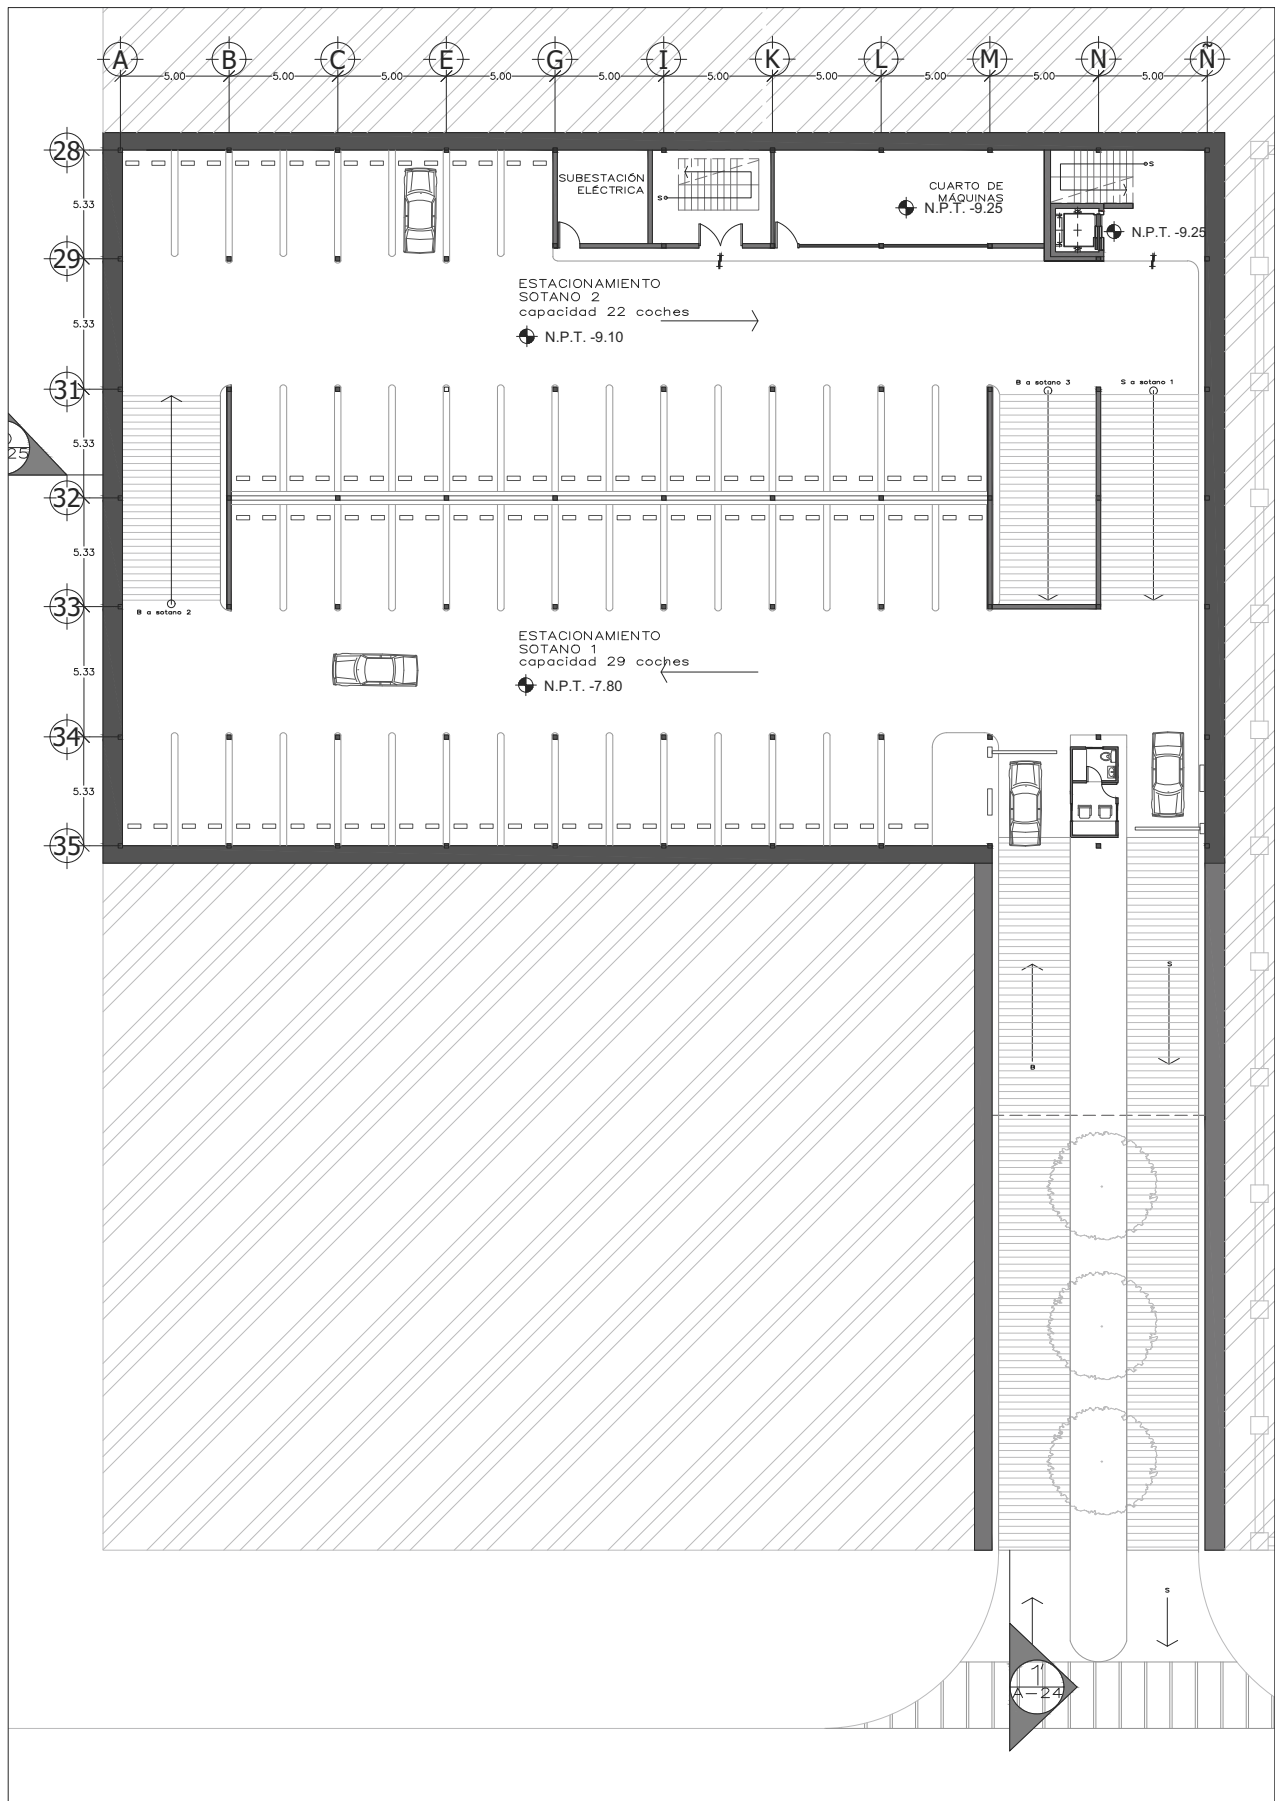 A B C E G I K L M N Ñ
5.00 5.00 5.00 5.00 5.00 5.00 5.00 5.00 5.00 5.00
28
SUBESTACIÓN
ELÉCTRICA
S
CUARTO DE
MÁQUINAS
N.P.T. -9.25
S
N.P.T. -9.25
5.33
29
ESTACIONAMIENTO
SOTANO 2
capacidad 22 coches
N.P.T. -9.10
5.33
31
B a sotano 3
S a sotano 1
5.33
25
32
5.33
33
B a sotano 2
ESTACIONAMIENTO
SOTANO 1
capacidad 29 coches
N.P.T. -7.80
5.33
34
5.33
35
S
B
S
1'
A-24